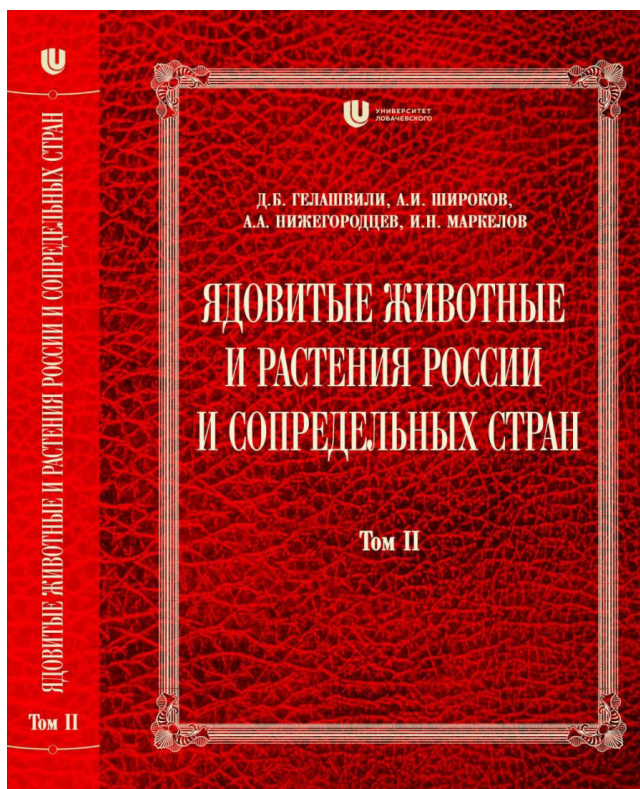 ЯДОВИТЫЕ ЖИВОТНЫЕ И РАСТЕНИЯ РОССИИ И СОПРЕДЕЛЬНЫХ СТРАН
Том II
УНИВЕРСИТЕТ
ЛОБАЧЕВСКОГО
Д.Б. ГЕЛАШВИЛИ, А.И. ШИРОКОВ,
А.А. НИЖЕГОРОДЦЕВ, И.Н. МАРКЕЛОВ
ЯДОВИТЫЕ ЖИВОТНЫЕ
И РАСТЕНИЯ РОССИИ
И СОПРЕДЕЛЬНЫХ СТРАН
Том II